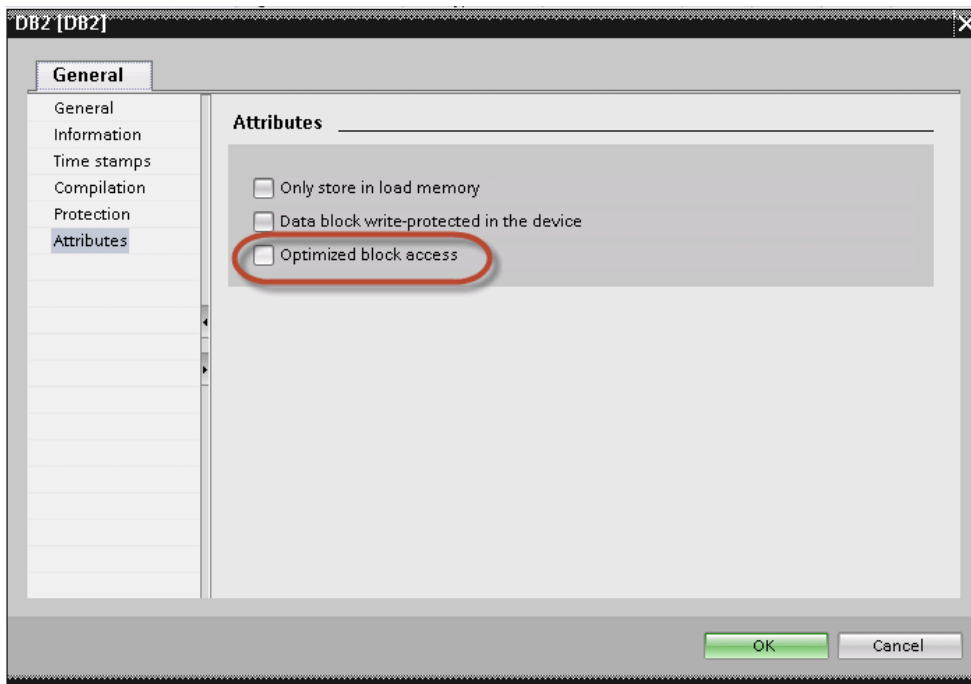 DB2 [DB2]
General
General
Information
Time stamps
Compilation
Protection
Attributes
Attributes
Only store in load memory
Data block write-protected in the device
Optimized block access
OK
Cancel